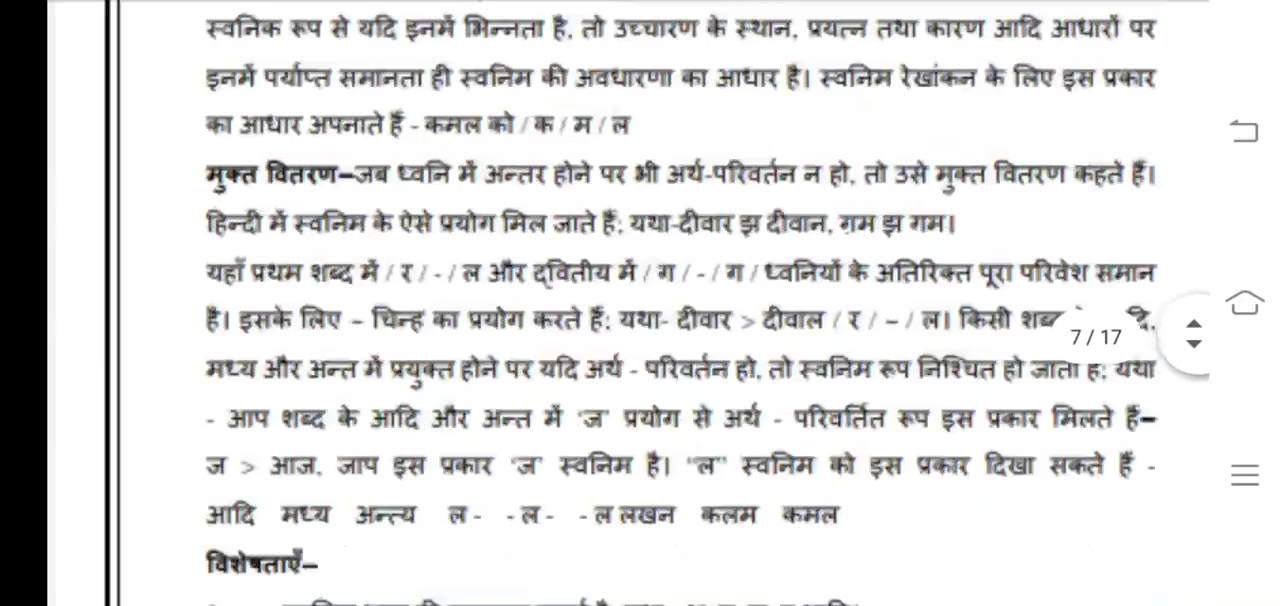 स्वनिक रूप से यदि इनमें भिन्नता है, तो उच्चारण के स्थान, प्रयत्न तथा कारण आदि आधारों पर
इनमें पर्याप्त समानता ही स्वनिम की अवधारणा का आधार है। स्वनिम रेखांकन के लिए इस प्रकार
का आधार अपनाते हैं - कमल को / क / म / ल
मुक्त वितरण–जब ध्वनि में अन्तर होने पर भी अर्थ-परिवर्तन न हो, तो उसे मुक्त वितरण कहते हैं।
हिन्दी में स्वनिम के ऐसे प्रयोग मिल जाते हैं; यथा-दीवार झ दीवान, ग़म झ गम।
यहाँ प्रथम शब्द में / र / - / ल और द्वितीय में / ग / - / ग / ध्वनियों के अतिरिक्त पूरा परिवेश समान
है। इसके लिए – चिन्ह का प्रयोग करते हैं; यथा- दीवार > दीवाल / र / – / ल। किसी
7 / 17
मध्य और अन्त में प्रयुक्त होने पर यदि अर्थ - परिवर्तन हो, तो स्वनिम रूप निश्चित हो जाता है; यथा
- आप शब्द के आदि और अन्त में 'ज' प्रयोग से अर्थ - परिवर्तित रूप इस प्रकार मिलते हैं–
ज > आज, जाप इस प्रकार 'ज' स्वनिम है। "ल" स्वनिम को इस प्रकार दिखा सकते हैं -
आदि मध्य अन्त्य ल- -ल- -ल लखन कलम कमल
विशेषताएँ–